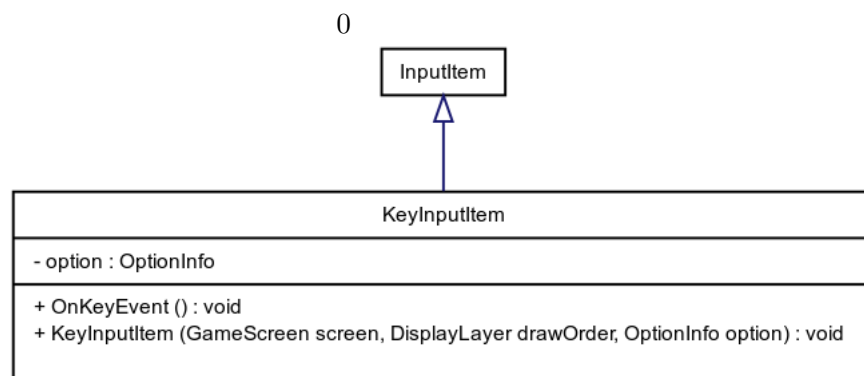 0
InputItem
KeyInputItem
- option : OptionInfo
+ OnKeyEvent () : void
+ KeyInputItem (GameScreen screen, DisplayLayer drawOrder, OptionInfo option) : void